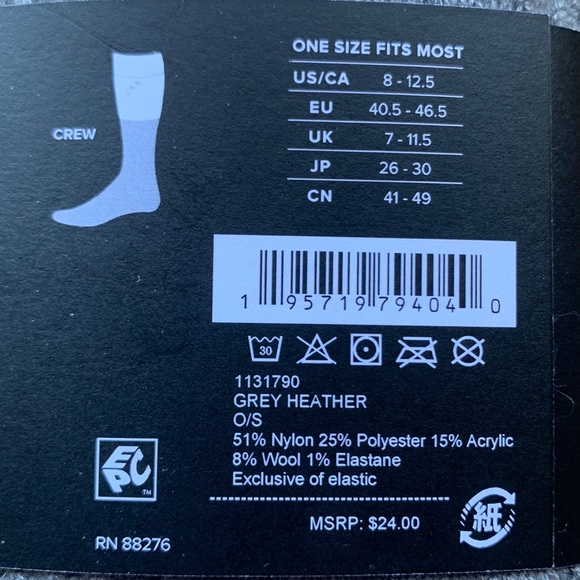 CREW
ONE SIZE FITS MOST
US/CA 8 - 12.5
EU 40.5 - 46.5
UK 7 - 11.5
JP 26 - 30
CN 41 - 49
1 95719 79404 0
30
1131790
GREY HEATHER
O/S
51% Nylon 25% Polyester 15% Acrylic
8% Wool 1% Elastane
Exclusive of elastic
EPC
TM
MSRP: $24.00
紙
RN 88276